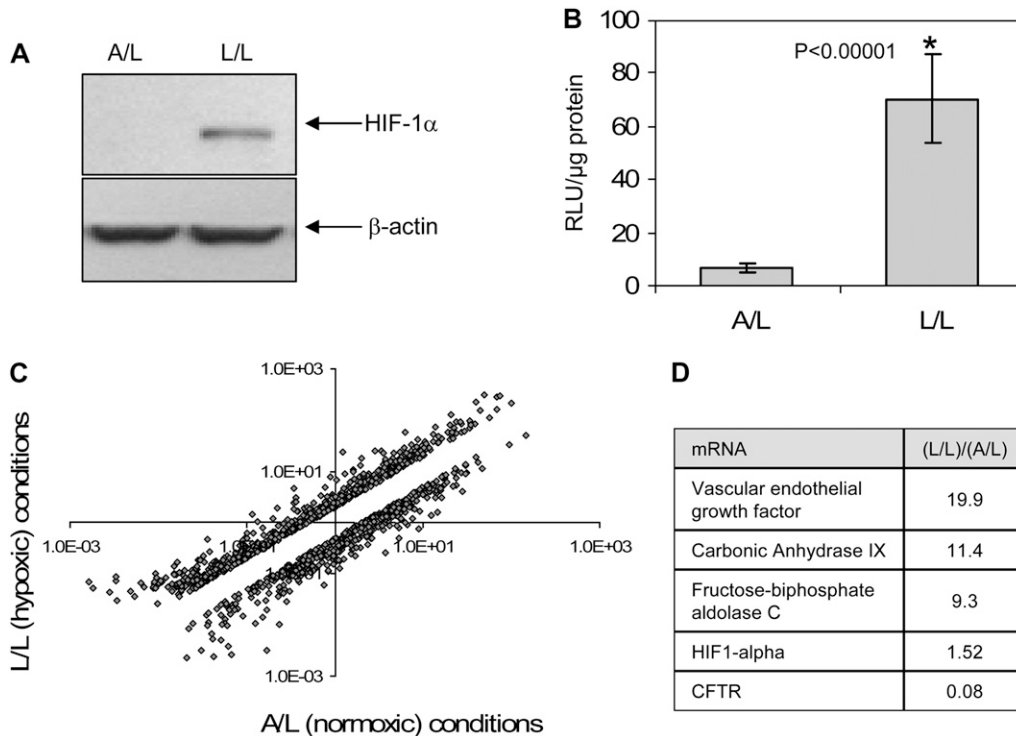 A
A/L L/L
HIF-1α
β-actin
B
P<0.00001 *
RLU/µg protein
100
80
60
40
20
0
A/L L/L
C
L/L (hypoxic) conditions
1.0E+03
1.0E+01
1.0E-03 1.0E+01 1.0E+03
1.0E-03
A/L (normoxic) conditions
D
mRNA (L/L)/(A/L)
Vascular endothelial
growth factor 19.9
Carbonic Anhydrase IX 11.4
Fructose-biphosphate
aldolase C 9.3
HIF1-alpha 1.52
CFTR 0.08